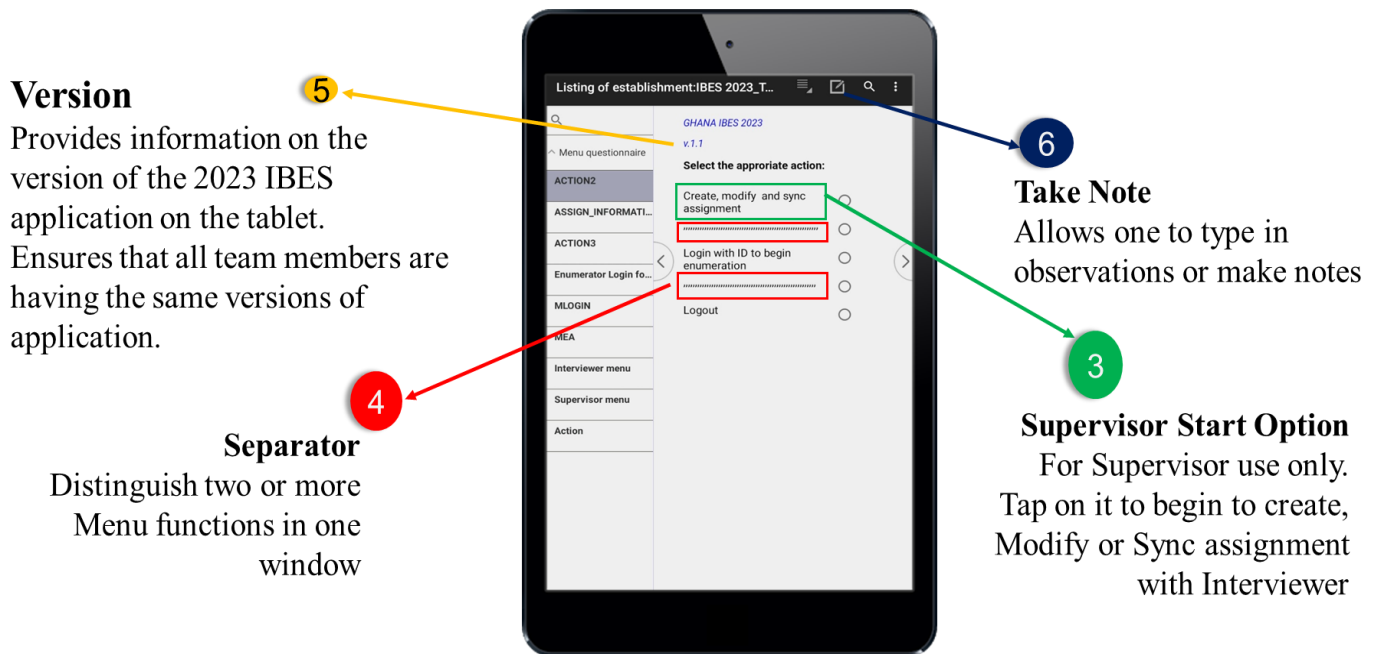 Version
5
Provides information on the
version of the 2023 IBES
application on the tablet.
Ensures that all team members are
having the same versions of
application.
4
Separator
Distinguish two or more
Menu functions in one
window
Listing of establishment:IBES 2023_T...
Menu questionnaire
ACTION2
ASSIGN_INFORMATI...
ACTION3
Enumerator Login fo...
MLOGIN
MEA
Interviewer menu
Supervisor menu
Action
GHANA IBES 2023
v.1.1
Select the approriate action:
Create, modify and sync
assignment
Login with ID to begin
enumeration
Logout
6
Take Note
Allows one to type in
observations or make notes
3
Supervisor Start Option
For Supervisor use only.
Tap on it to begin to create,
Modify or Sync assignment
with Interviewer